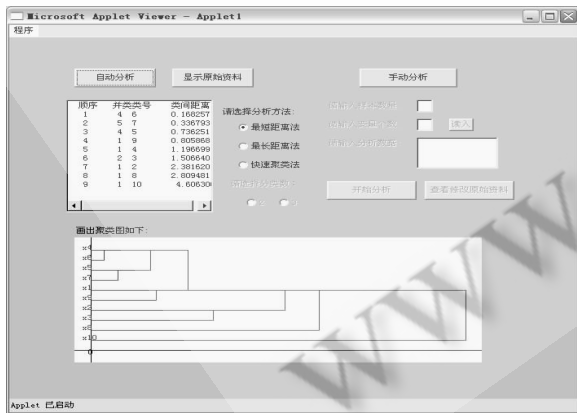 Microsoft Applet Viewer - Applet1
程序
自动分析
显示原始资料
手动分析
顺序 并类类号 类间距离
1 4 6 0.168257
2 5 7 0.336793
3 4 5 0.736251
4 1 9 0.805868
5 1 4 1.196699
6 2 3 1.506640
7 1 2 2.381620
8 1 8 2.809481
9 1 10 4.60630
请选择分析方法:
最短距离法
最长距离法
快速聚类法
读入
开始分析
查看修改原始资料
画出聚类图如下:
x4
x6
x5
x7
x1
x9
x2
x3
x8
x10
0
WWW
Applet 已启动